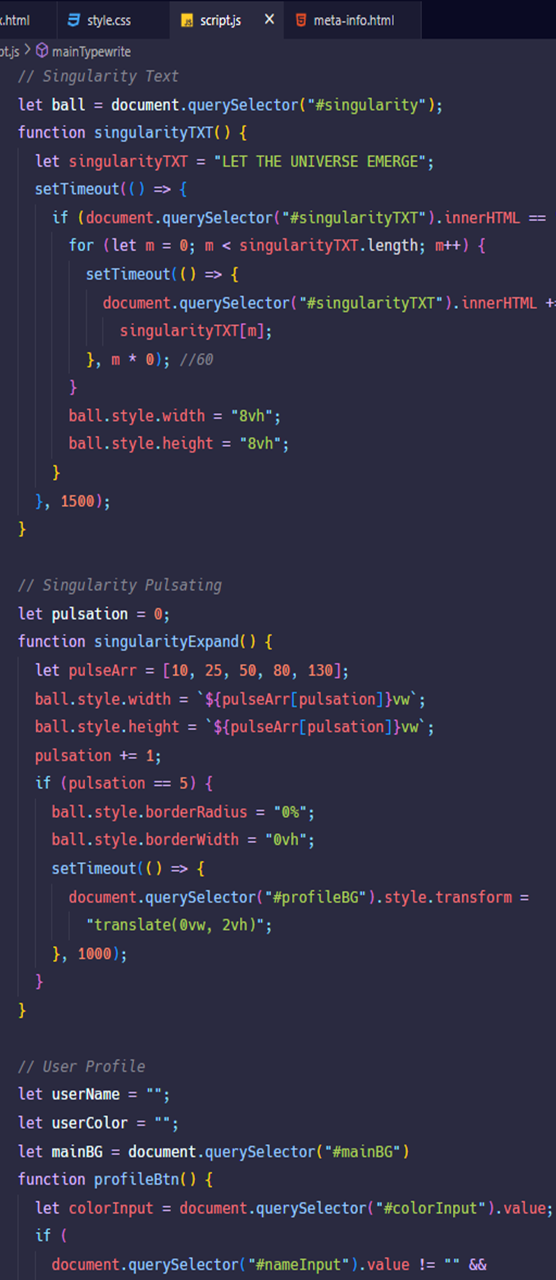 .html style.css script.js × meta-info.html
pt.js > mainTypewrite
// Singularity Text
let ball = document.querySelector("#singularity");
function singularityTXT() {
let singularityTXT = "LET THE UNIVERSE EMERGE";
setTimeout(() => {
if (document.querySelector("#singularityTXT").innerHTML ==
for (let m = 0; m < singularityTXT.length; m++) {
setTimeout(() => {
document.querySelector("#singularityTXT").innerHTML +=
singularityTXT[m];
}, m * 0); //60
}
ball.style.width = "8vh";
ball.style.height = "8vh";
}
}, 1500);
}
// Singularity Pulsating
let pulsation = 0;
function singularityExpand() {
let pulseArr = [10, 25, 50, 80, 130];
ball.style.width = `${pulseArr[pulsation]}vw`;
ball.style.height = `${pulseArr[pulsation]}vw`;
pulsation += 1;
if (pulsation == 5) {
ball.style.borderRadius = "0%";
ball.style.borderWidth = "0vh";
setTimeout(() => {
document.querySelector("#profileBG").style.transform =
"translate(0vw, 2vh)";
}, 1000);
}
}
// User Profile
let userName = "";
let userColor = "";
let mainBG = document.querySelector("#mainBG")
function profileBtn() {
let colorInput = document.querySelector("#colorInput").value;
if (
document.querySelector("#nameInput").value != "" &&